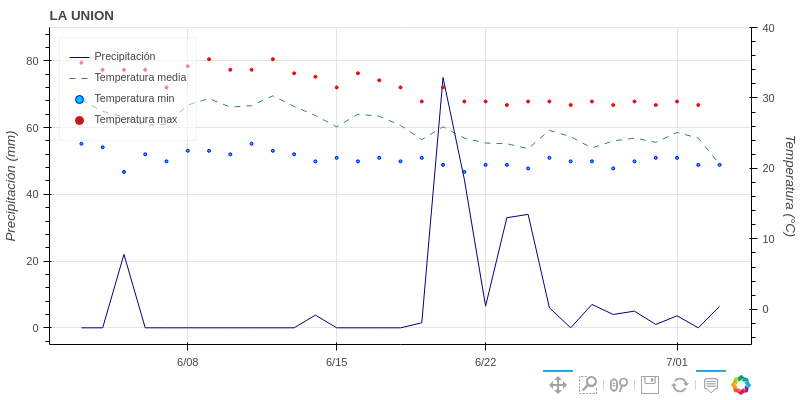 LA UNION
Precipitación
Temperatura media
Temperatura min
Temperatura max
Precipitación (mm)
80
60
40
20
0
Temperatura (°C)
40
30
20
10
0
6/08
6/15
6/22
7/01